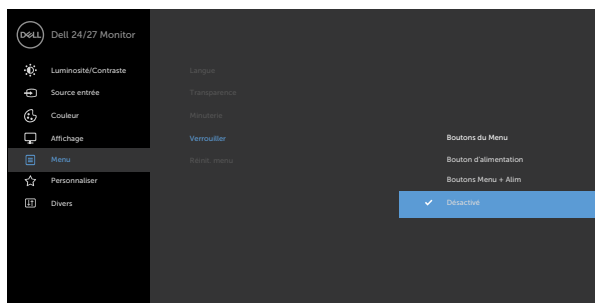 DELL Dell 24/27 Monitor
Luminosité/Contraste
Source entrée
Couleur
Affichage
Menu
Personnaliser
Divers
Langue
Transparence
Minuterie
Verrouiller
Réinit. menu
Boutons du Menu
Bouton d'alimentation
Boutons Menu + Alim
Désactivé